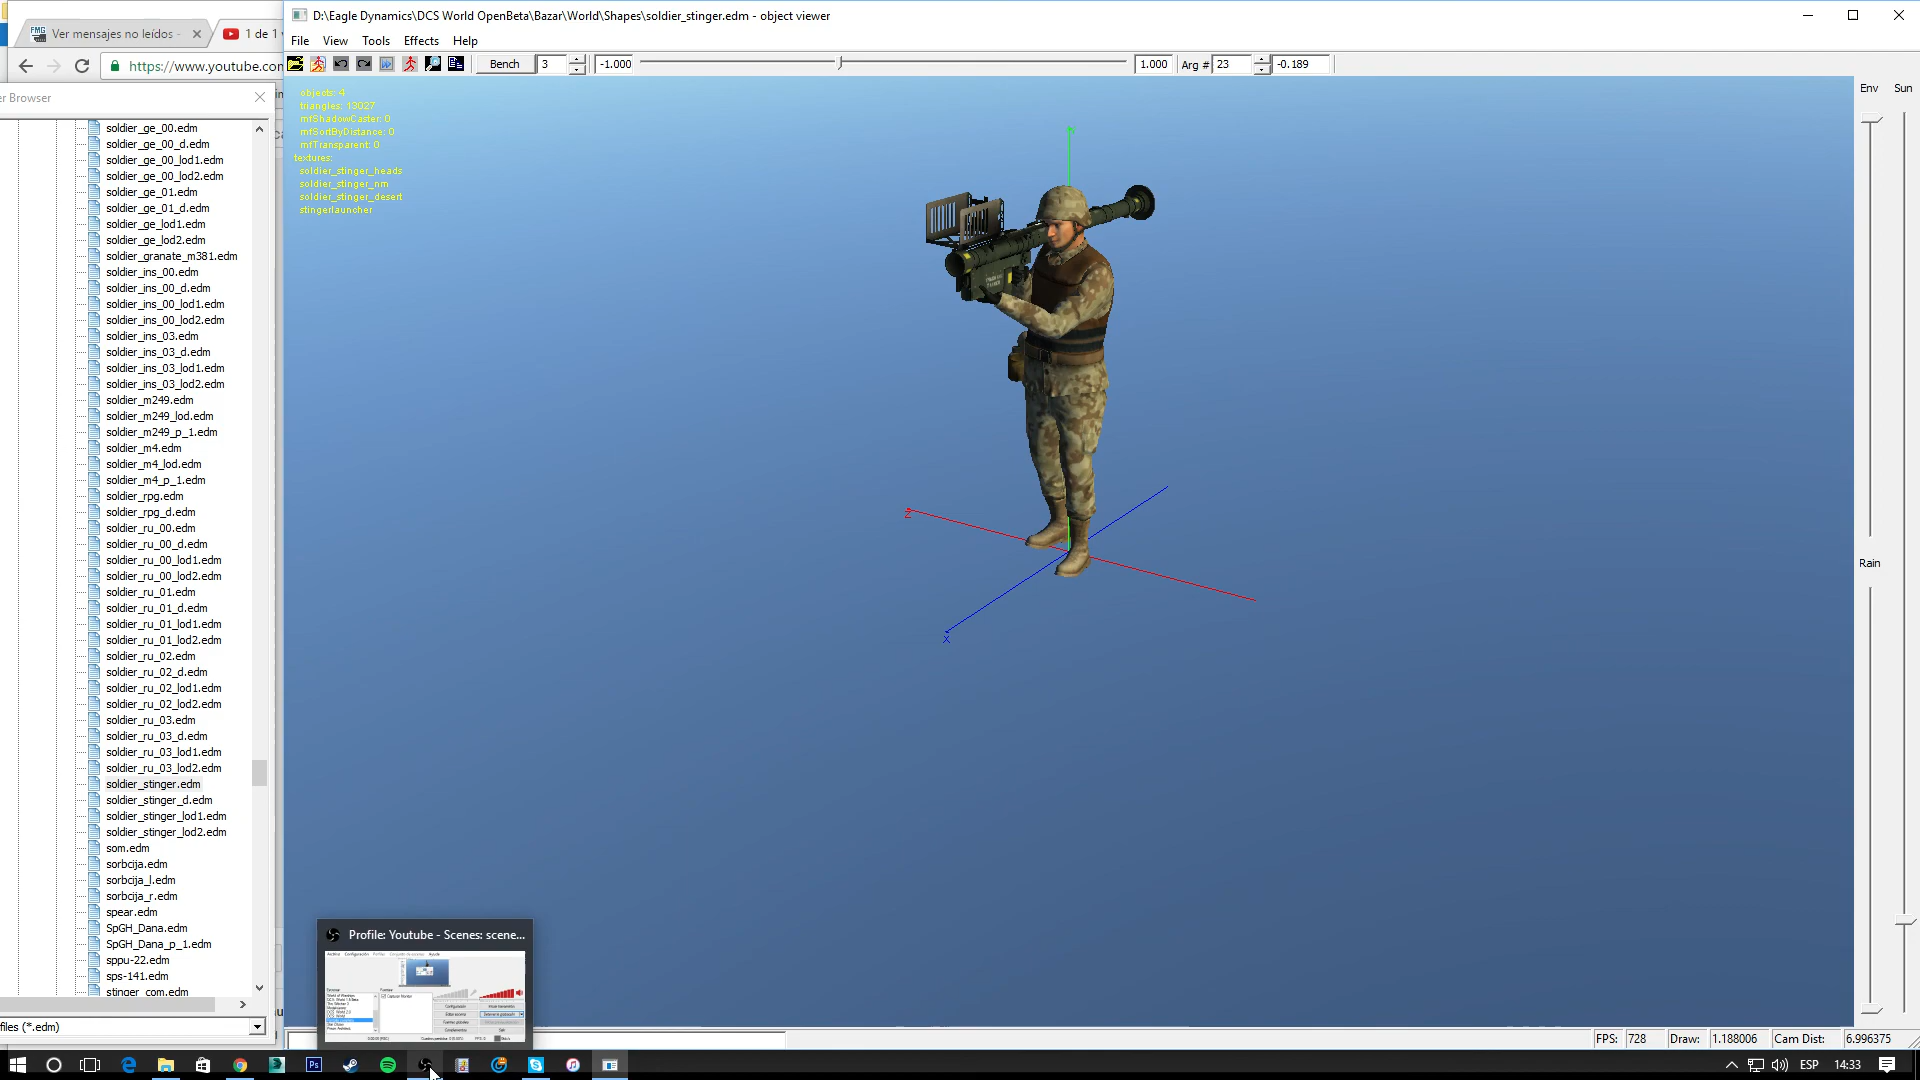 D:\Eagle Dynamics\DCS World OpenBeta\Bazar\World\Shapes\soldier_stinger.edm - object viewer
Ver mensajes no leídos -
1 de 1
https://www.youtube.com
File View Tools Effects Help
Bench 3 -1.000 1.000 Arg # 23 -0.189
er Browser
soldier_ge_00.edm
soldier_ge_00_d.edm
soldier_ge_00_lod1.edm
soldier_ge_00_lod2.edm
soldier_ge_01.edm
soldier_ge_01_d.edm
soldier_ge_lod1.edm
soldier_ge_lod2.edm
soldier_granate_m381.edm
soldier_ins_00.edm
soldier_ins_00_d.edm
soldier_ins_00_lod1.edm
soldier_ins_00_lod2.edm
soldier_ins_03.edm
soldier_ins_03_d.edm
soldier_ins_03_lod1.edm
soldier_ins_03_lod2.edm
soldier_m249.edm
soldier_m249_lod.edm
soldier_m249_p_1.edm
soldier_m4.edm
soldier_m4_lod.edm
soldier_m4_p_1.edm
soldier_rpg.edm
soldier_rpg_d.edm
soldier_ru_00.edm
soldier_ru_00_d.edm
soldier_ru_00_lod1.edm
soldier_ru_00_lod2.edm
soldier_ru_01.edm
soldier_ru_01_d.edm
soldier_ru_01_lod1.edm
soldier_ru_01_lod2.edm
soldier_ru_02.edm
soldier_ru_02_d.edm
soldier_ru_02_lod1.edm
soldier_ru_02_lod2.edm
soldier_ru_03.edm
soldier_ru_03_d.edm
soldier_ru_03_lod1.edm
soldier_ru_03_lod2.edm
soldier_stinger.edm
soldier_stinger_d.edm
soldier_stinger_lod1.edm
soldier_stinger_lod2.edm
som.edm
sorbcija.edm
sorbcija_l.edm
sorbcija_r.edm
spear.edm
SpGH_Dana.edm
SpGH_Dana_p_1.edm
sppu-22.edm
sps-141.edm
stinger_com.edm
files (*.edm)
objects: 4
triangles: 13027
mfShadowCaster: 0
mfSortByDistance: 0
mfTransparent: 0
textures:
soldier_stinger_heads
soldier_stinger_nm
soldier_stinger_desert
stingerlauncher
Z
X
Env Sun
Rain
Profile: Youtube - Scenes: scene...
FPS: 728 Draw: 1.188006 Cam Dist: 6.996375
Ps
ESP 14:33